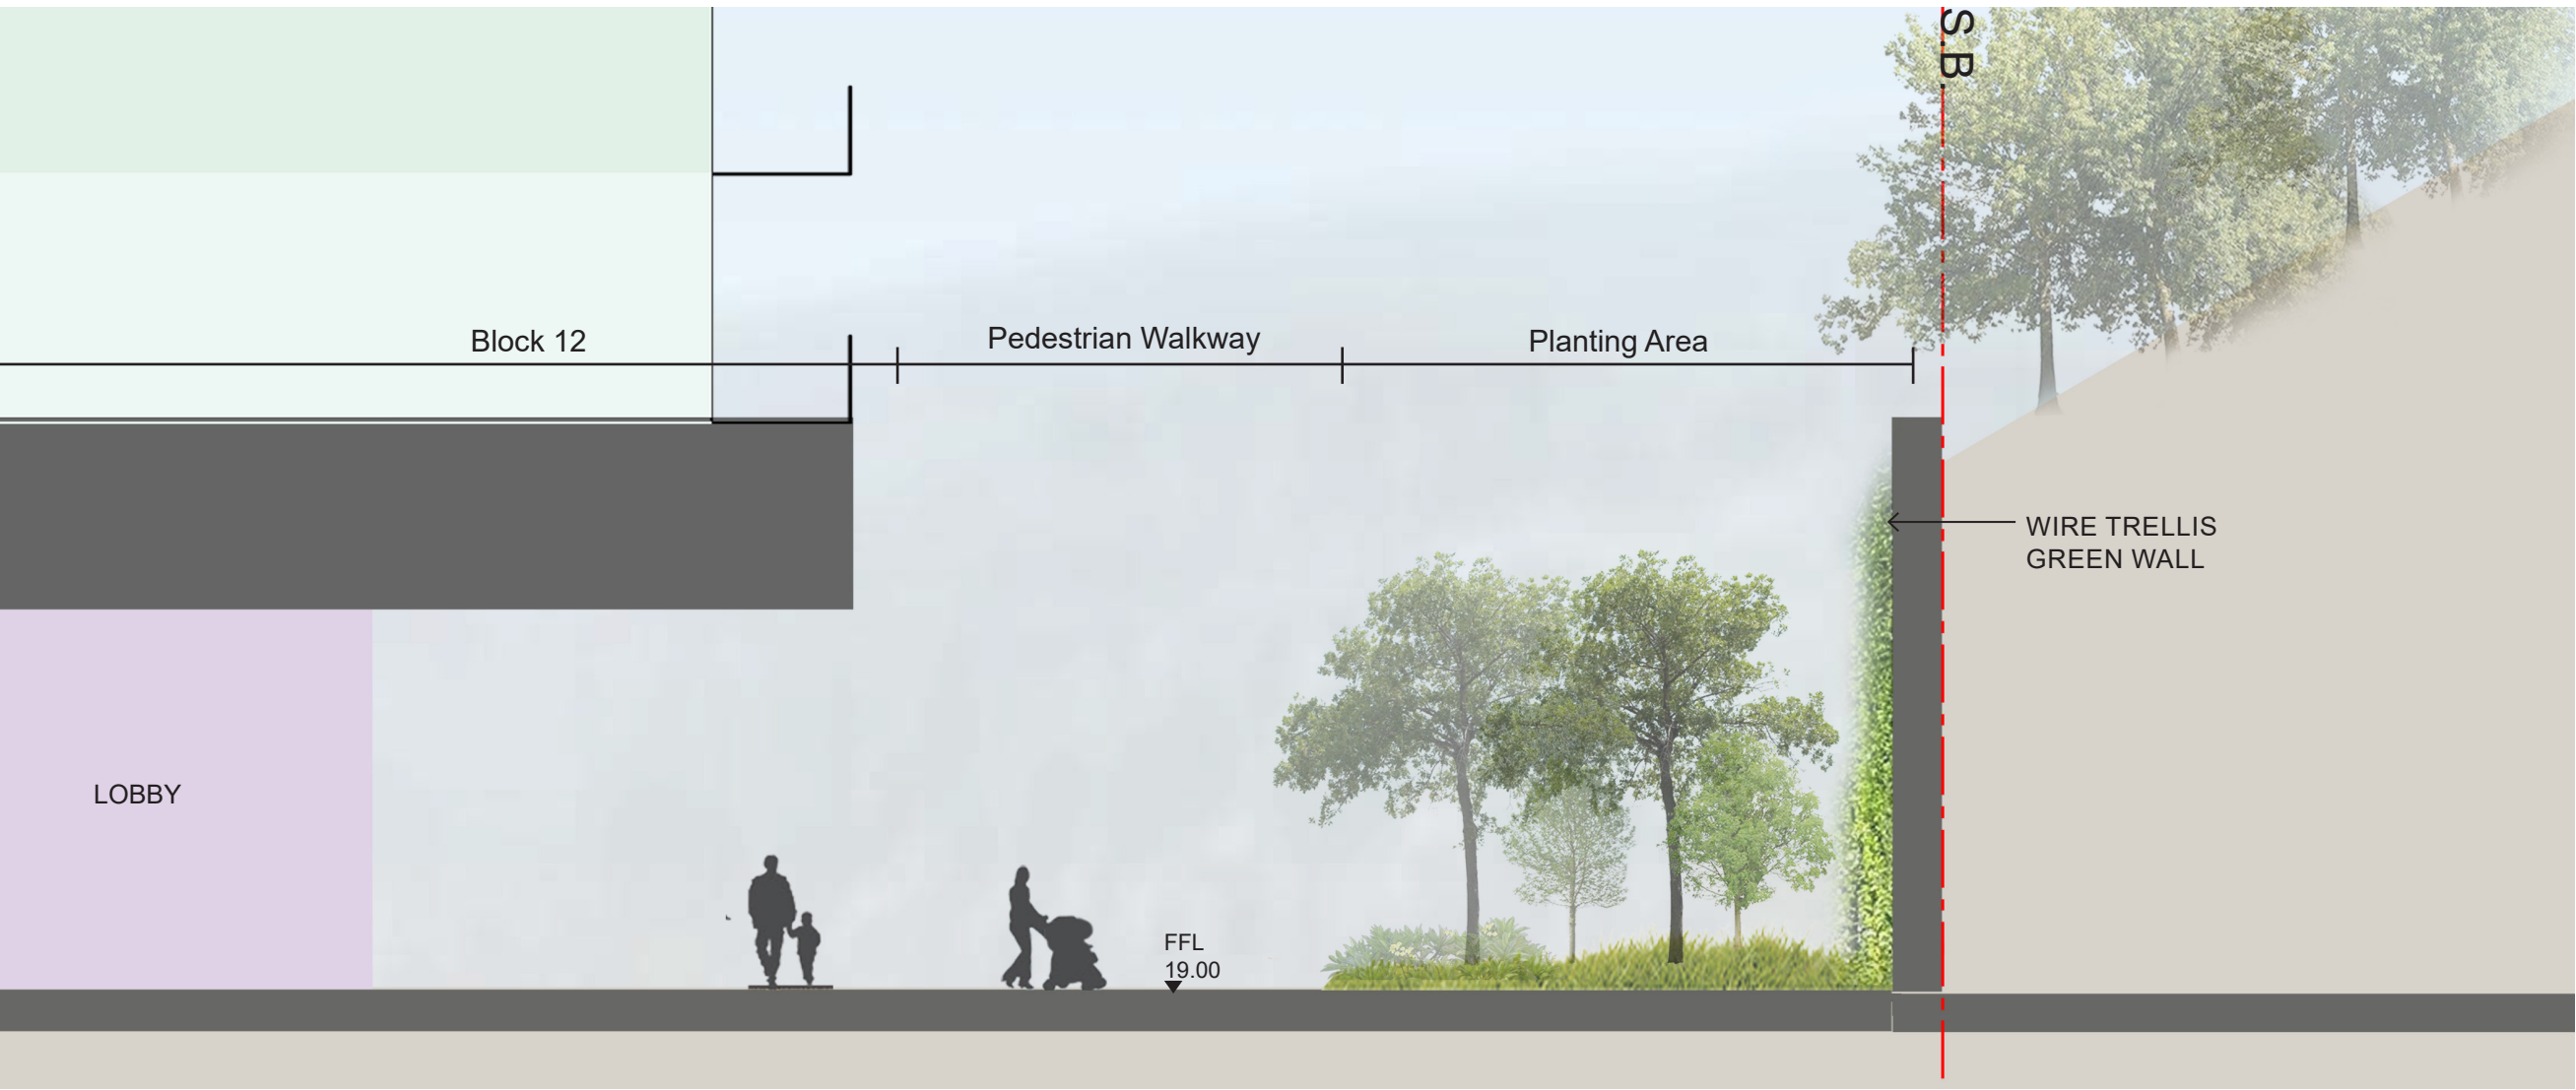 S.B.
Block 12
Pedestrian Walkway
Planting Area
WIRE TRELLIS
GREEN WALL
LOBBY
FFL
19.00